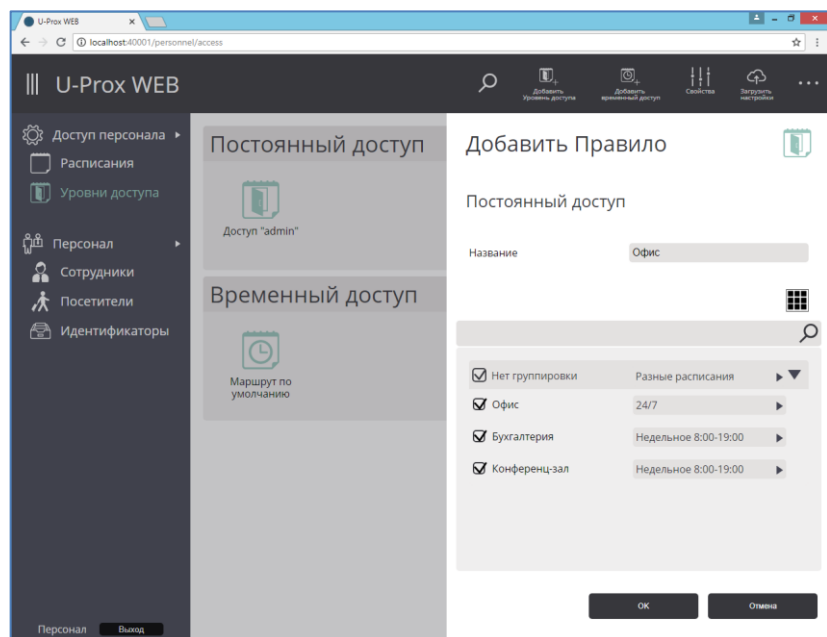 U-Prox WEB
localhost:40001/personnel/access
U-Prox WEB
Добавить
Уровень доступа
Добавить
временный доступ
Свойства
Загрузить
настройки
Доступ персонала
Расписания
Уровни доступа
Персонал
Сотрудники
Посетители
Идентификаторы
Персонал
Выход
Постоянный доступ
Доступ "admin"
Временный доступ
Маршрут по
умолчанию
Добавить Правило
Постоянный доступ
Название Офис
Нет группировки Разные расписания
Офис 24/7
Бухгалтерия Недельное 8:00-19:00
Конференц-зал Недельное 8:00-19:00
ОК Отмена